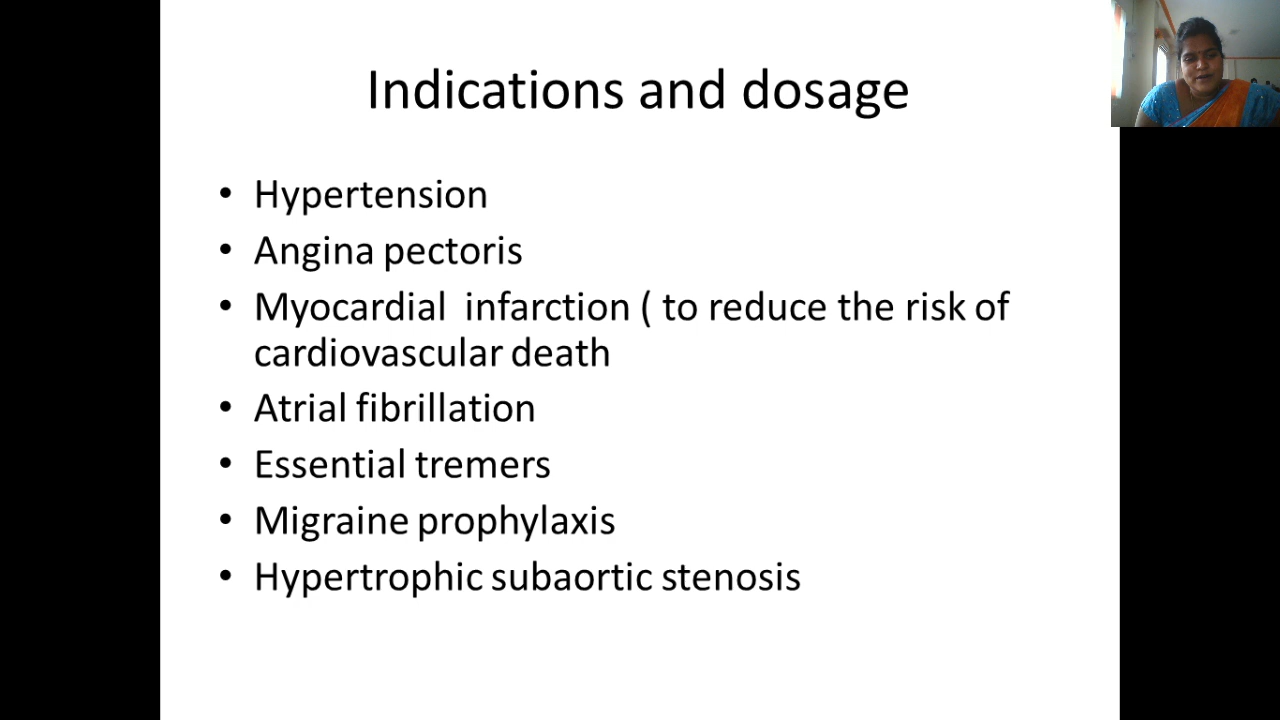 Indications and dosage
• Hypertension
• Angina pectoris
• Myocardial  infarction ( to reduce the risk of
cardiovascular death
• Atrial fibrillation
• Essential tremers
• Migraine prophylaxis
• Hypertrophic subaortic stenosis